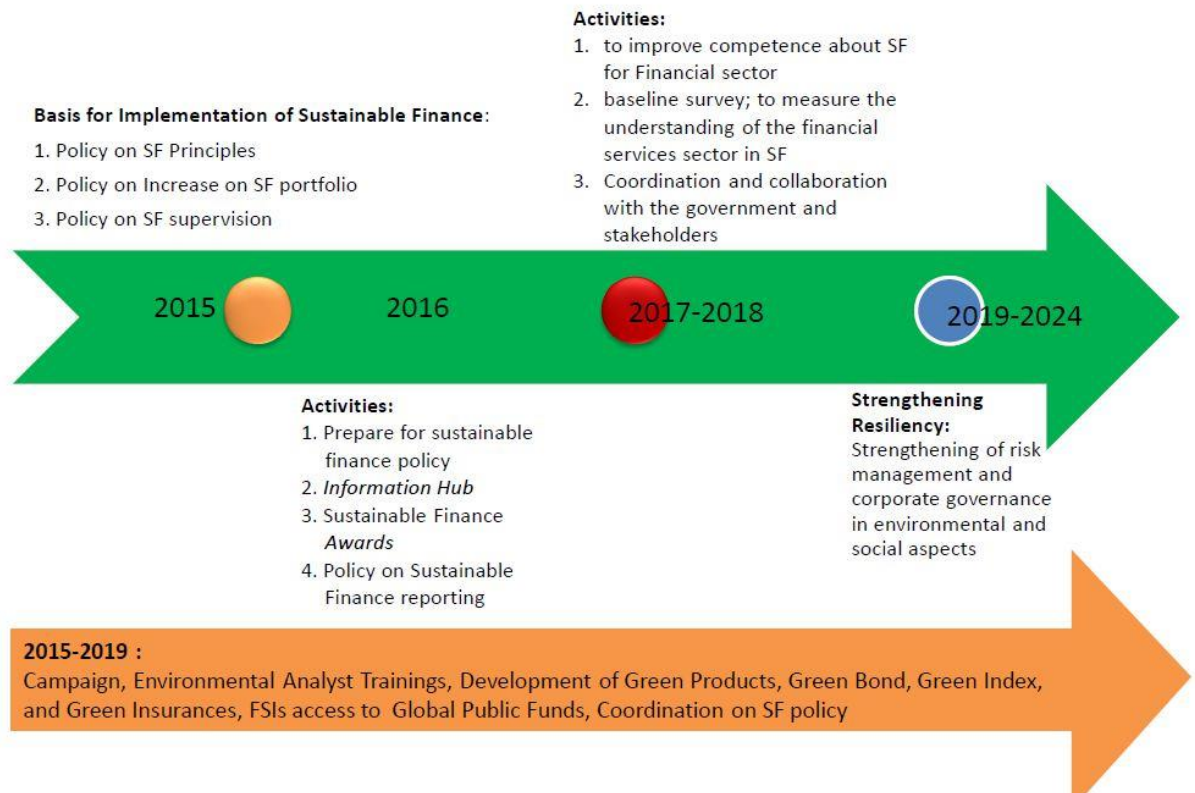 Basis for Implementation of Sustainable Finance:
1. Policy on SF Principles
2. Policy on Increase on SF portfolio
3. Policy on SF supervision
Activities:
1. to improve competence about SF
for Financial sector
2. baseline survey; to measure the
understanding of the financial
services sector in SF
3. Coordination and collaboration
with the government and
stakeholders
2015
2016
2017-2018
2019-2024
Activities:
1. Prepare for sustainable
finance policy
2. Information Hub
3. Sustainable Finance
Awards
4. Policy on Sustainable
Finance reporting
Strengthening
Resiliency:
Strengthening of risk
management and
corporate governance
in environmental and
social aspects
2015-2019 :
Campaign, Environmental Analyst Trainings, Development of Green Products, Green Bond, Green Index,
and Green Insurances, FSIs access to Global Public Funds, Coordination on SF policy